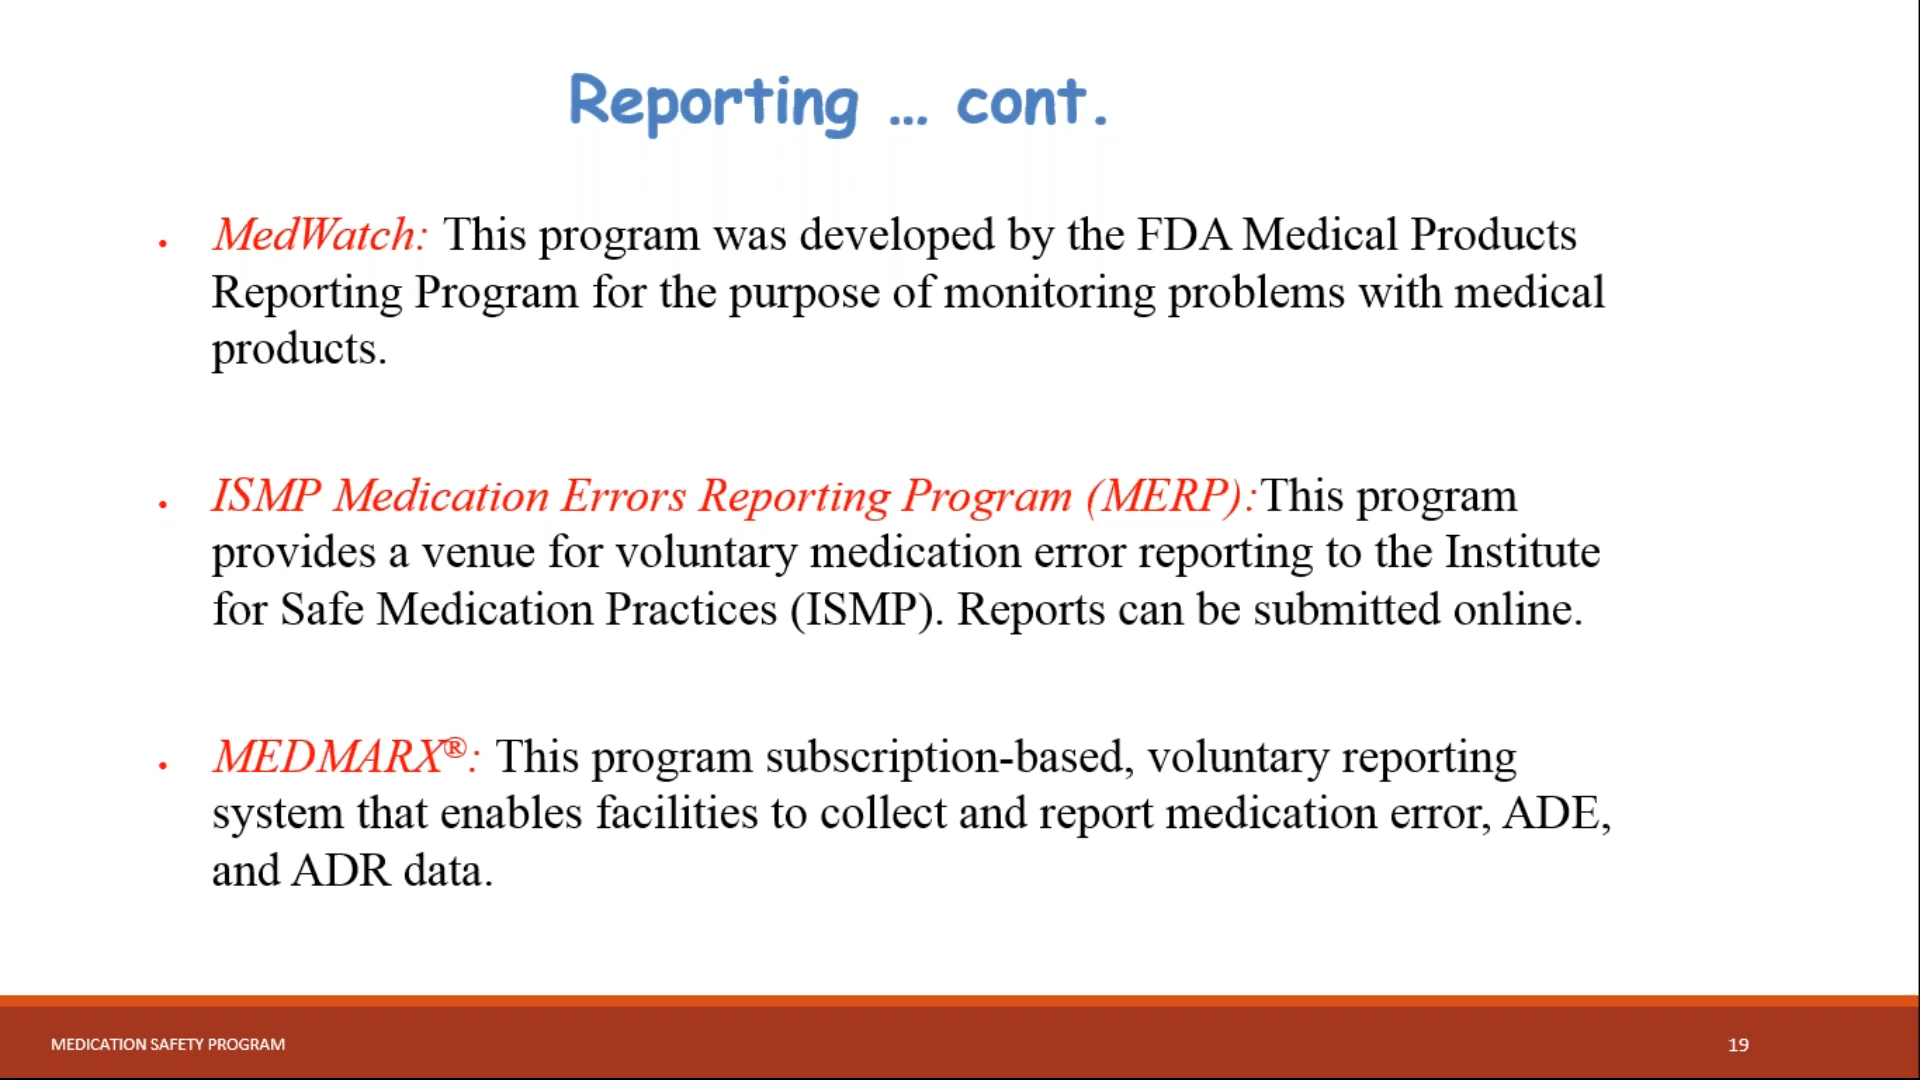 Reporting … cont.
• MedWatch: This program was developed by the FDA Medical Products
Reporting Program for the purpose of monitoring problems with medical
products.
• ISMP Medication Errors Reporting Program (MERP):This program
provides a venue for voluntary medication error reporting to the Institute
for Safe Medication Practices (ISMP). Reports can be submitted online.
• MEDMARX®: This program subscription-based, voluntary reporting
system that enables facilities to collect and report medication error, ADE,
and ADR data.
MEDICATION SAFETY PROGRAM
19